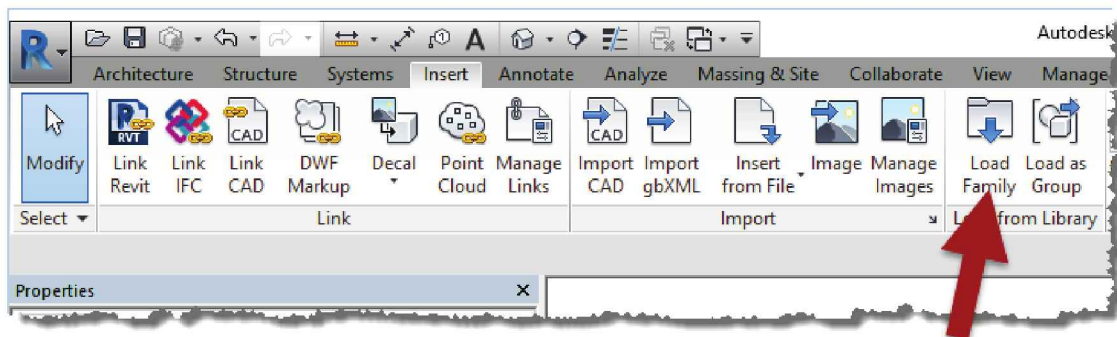 R A Autodesk
Architecture Structure Systems Insert Annotate Analyze Massing & Site Collaborate View Manage
RVT CAD CAD
Modify Link Link Link DWF Decal Point Manage Import Import Insert Image Manage Load Load as
Revit IFC CAD Markup Cloud Links CAD gbXML from File Images Family Group
Select Link Import from Library
Properties